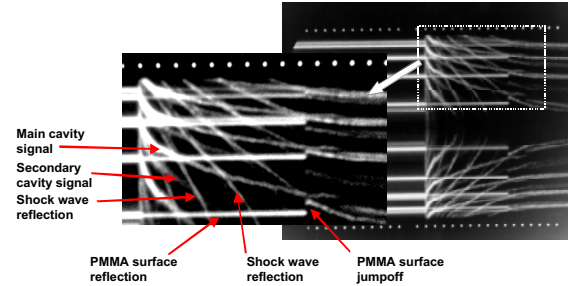 Main cavity
signal
Secondary
cavity signal
Shock wave
reflection
PMMA surface
reflection
Shock wave
reflection
PMMA surface
jumpoff